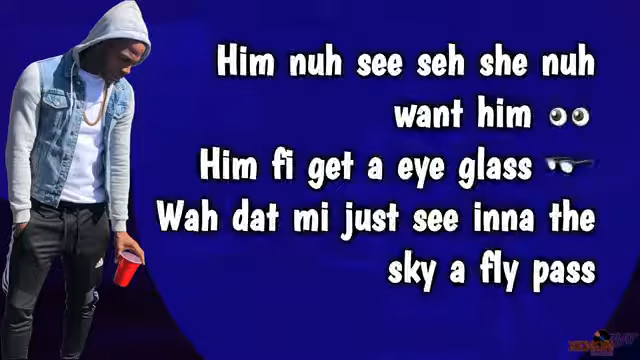 Him nuh see seh she nuh
want him 👀
Him fi get a eye glass 🕶️
Wah dat mi just see inna the
sky a fly pass